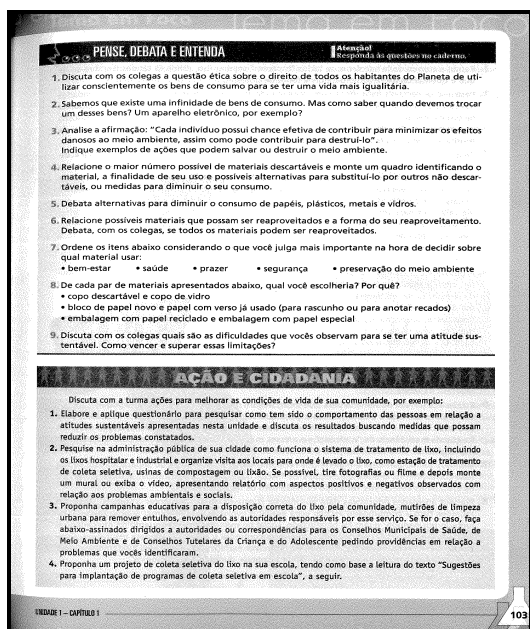 Tema em Foco
Tema em Foco
PENSE, DEBATA E ENTENDA
Atenção!
Responda às questões no caderno.
1. Discuta com os colegas a questão ética sobre o direito de todos os habitantes do Planeta de uti-
lizar conscientemente os bens de consumo para se ter uma vida mais igualitária.
2. Sabemos que existe uma infinidade de bens de consumo. Mas como saber quando devemos trocar
um desses bens? Um aparelho eletrônico, por exemplo?
3. Analise a afirmação: “Cada indivíduo possui chance efetiva de contribuir para minimizar os efeitos
danosos ao meio ambiente, assim como pode contribuir para destruí-lo”.
Indique exemplos de ações que podem salvar ou destruir o meio ambiente.
4. Relacione o maior número possível de materiais descartáveis e monte um quadro identificando o
material, a finalidade de seu uso e possíveis alternativas para substituí-lo por outros não descar-
táveis, ou medidas para diminuir o seu consumo.
5. Debata alternativas para diminuir o consumo de papéis, plásticos, metais e vidros.
6. Relacione possíveis materiais que possam ser reaproveitados e a forma do seu reaproveitamento.
Debata, com os colegas, se todos os materiais podem ser reaproveitados.
7. Ordene os itens abaixo considerando o que você julga mais importante na hora de decidir sobre
qual material usar:
• bem-estar • saúde • prazer • segurança • preservação do meio ambiente
8. De cada par de materiais apresentados abaixo, qual você escolheria? Por quê?
• copo descartável e copo de vidro
• bloco de papel novo e papel com verso já usado (para rascunho ou para anotar recados)
• embalagem com papel reciclado e embalagem com papel especial
9. Discuta com os colegas quais são as dificuldades que vocês observam para se ter uma atitude sus-
tentável. Como vencer e superar essas limitações?
AÇÃO E CIDADANIA
Discuta com a turma ações para melhorar as condições de vida de sua comunidade, por exemplo:
1. Elabore e aplique questionário para pesquisar como tem sido o comportamento das pessoas em relação a
atitudes sustentáveis apresentadas nesta unidade e discuta os resultados buscando medidas que possam
reduzir os problemas constatados.
2. Pesquise na administração pública de sua cidade como funciona o sistema de tratamento de lixo, incluindo
os lixos hospitalar e industrial e organize visita aos locais para onde é levado o lixo, como estação de tratamento
de coleta seletiva, usinas de compostagem ou lixão. Se possível, tire fotografias ou filme e depois monte
um mural ou exiba o vídeo, apresentando relatório com aspectos positivos e negativos observados com
relação aos problemas ambientais e sociais.
3. Proponha campanhas educativas para a disposição correta do lixo pela comunidade, mutirões de limpeza
urbana para remover entulhos, envolvendo as autoridades responsáveis por esse serviço. Se for o caso, faça
abaixo-assinados dirigidos a autoridades ou correspondências para os Conselhos Municipais de Saúde, de
Meio Ambiente e de Conselhos Tutelares da Criança e do Adolescente pedindo providências em relação a
problemas que vocês identificaram.
4. Proponha um projeto de coleta seletiva do lixo na sua escola, tendo como base a leitura do texto “Sugestões
para implantação de programas de coleta seletiva em escola”, a seguir.
UNIDADE 1 – CAPÍTULO 1
103